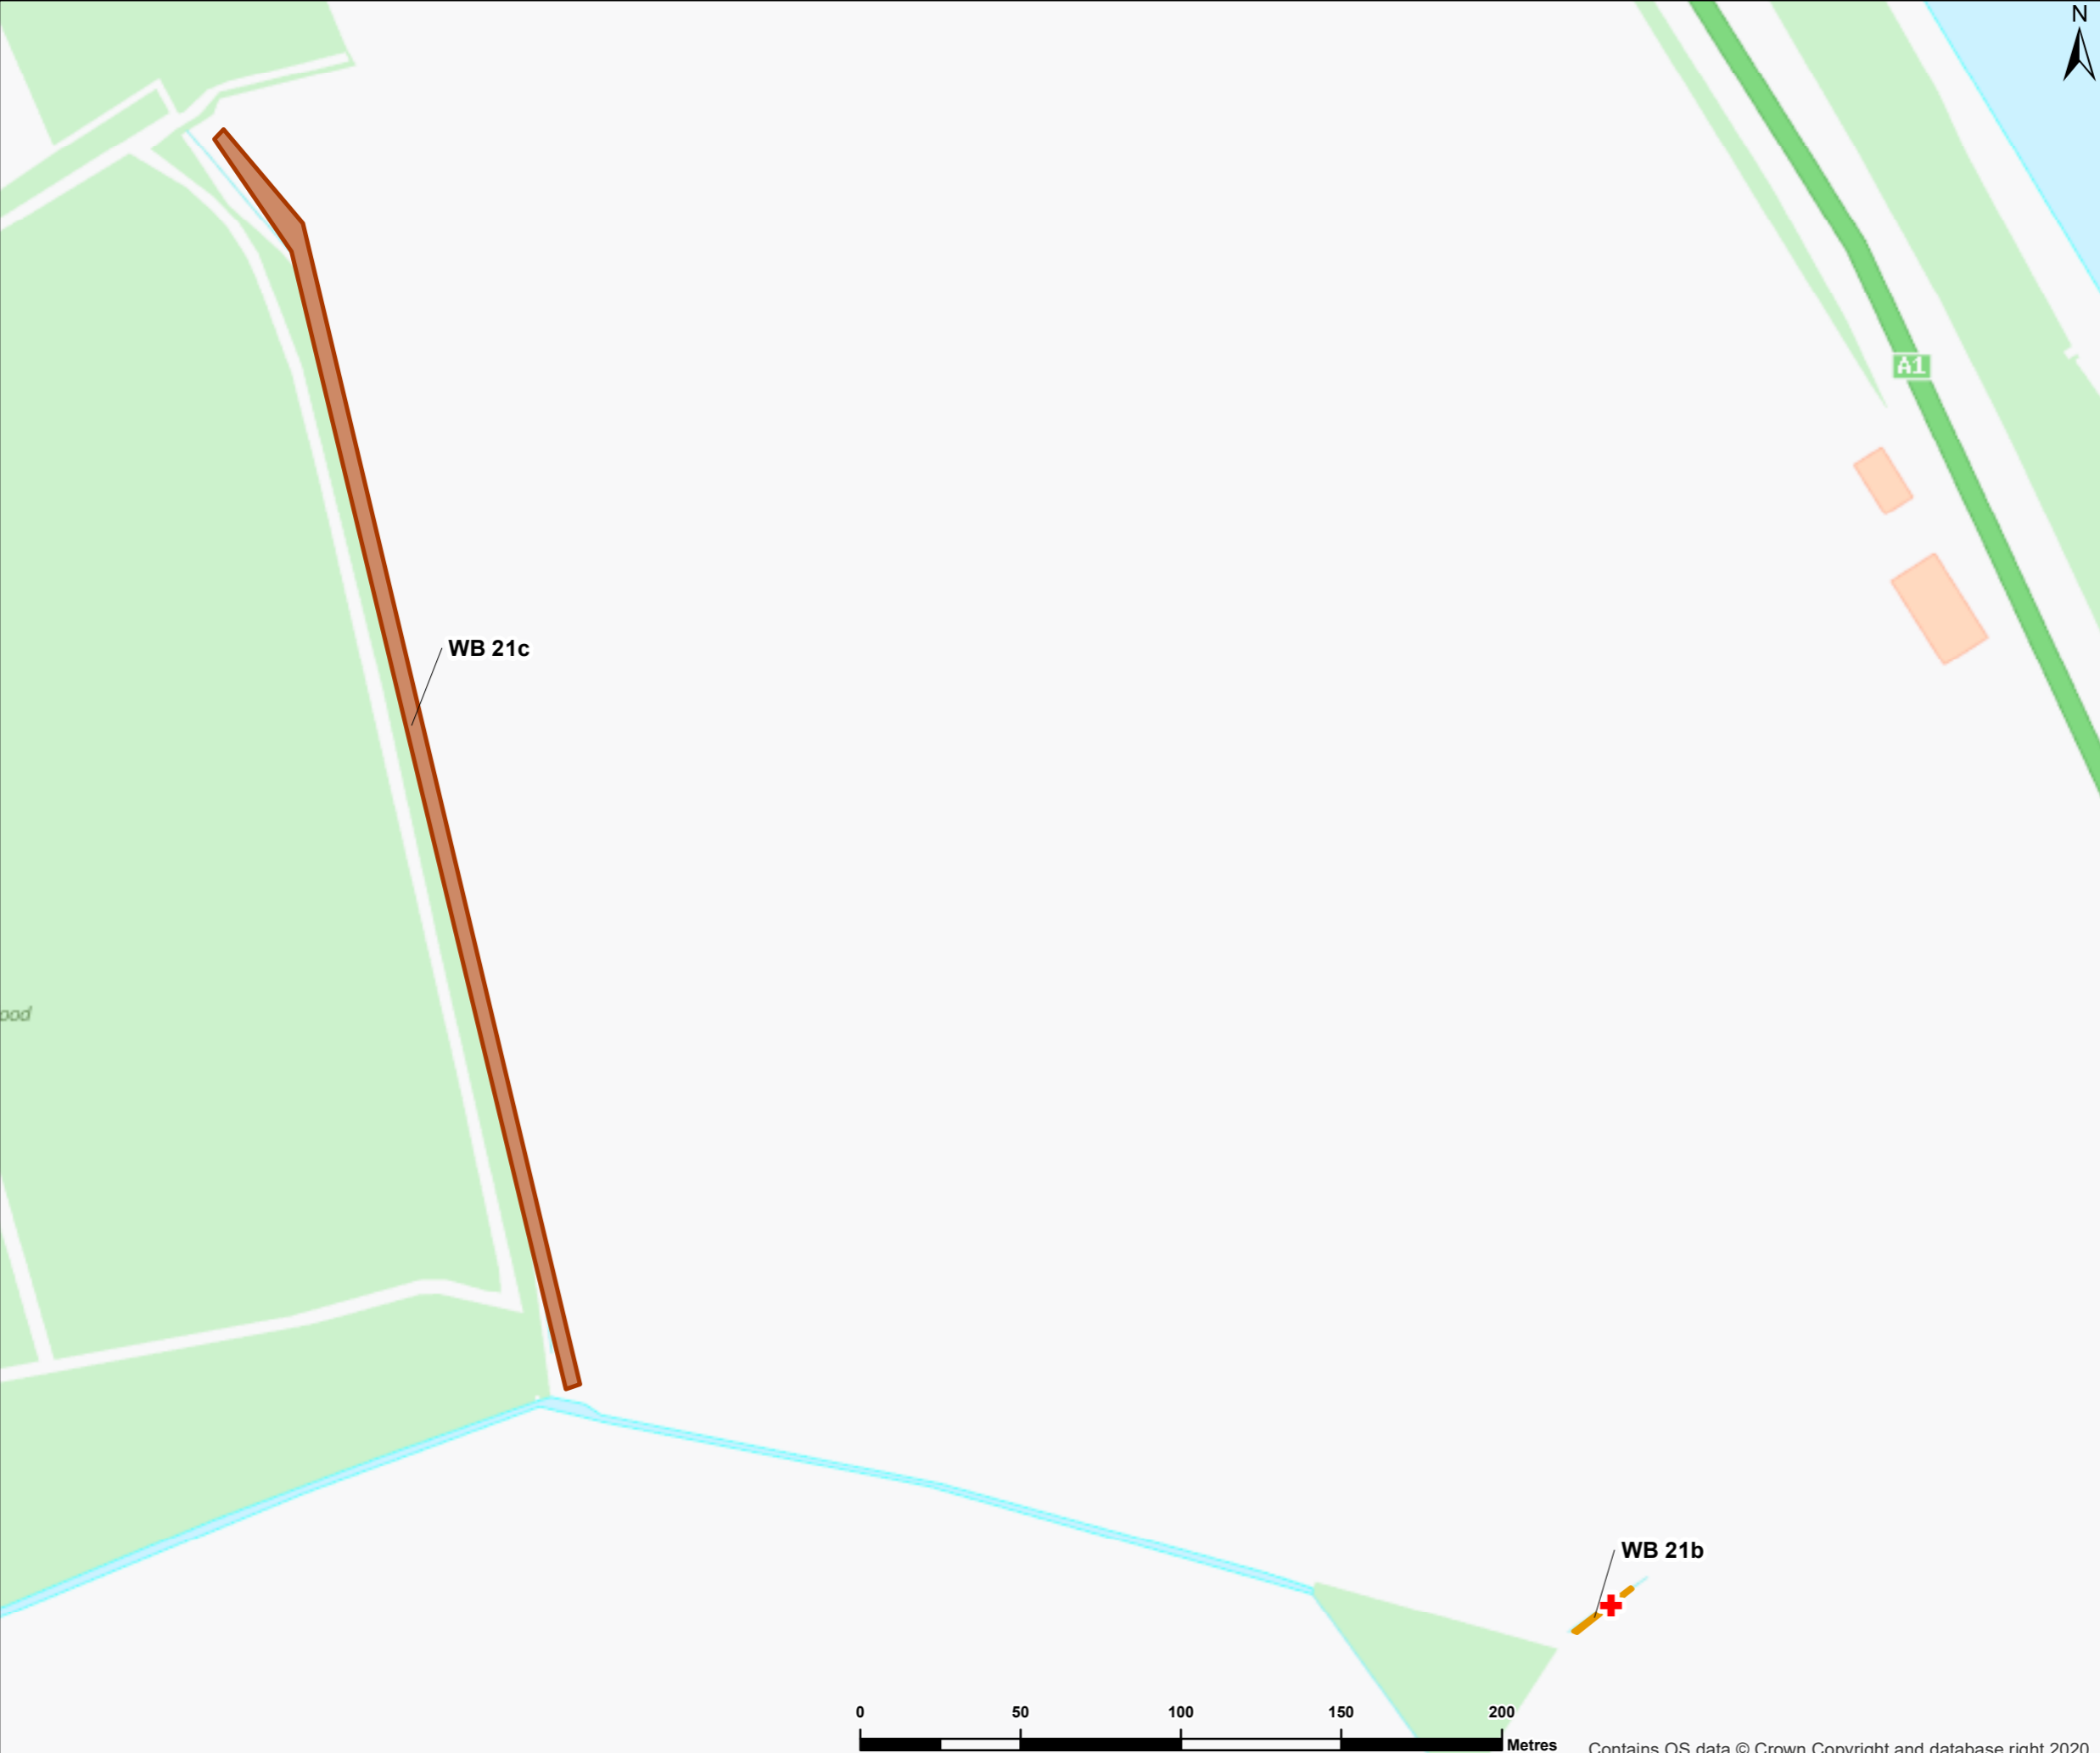 N
A1
WB 21c
ood
WB 21b
0 50 100 150 200
Metres
Contains OS data © Crown Copyright and database right 2020